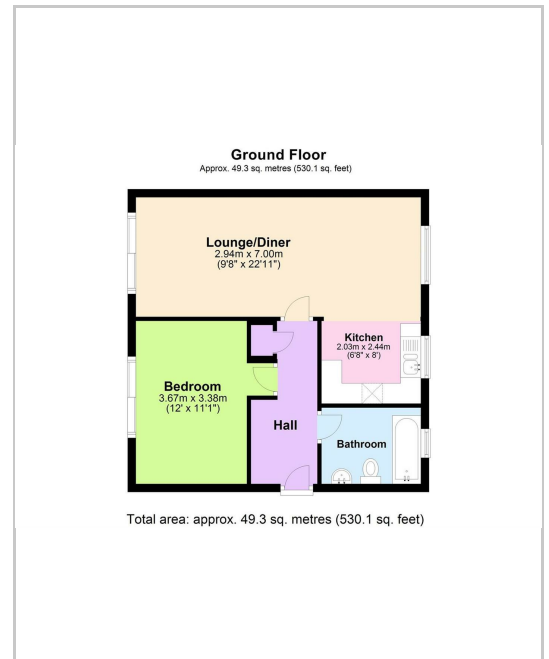 Ground Floor
Approx. 49.3 sq. metres (530.1 sq. feet)
Lounge/Diner
2.94m x 7.00m
(9'8" x 22'11")
Kitchen
2.03m x 2.44m
(6'8" x 8')
Bedroom
3.67m x 3.38m
(12' x 11'1")
Hall
Bathroom
Total area: approx. 49.3 sq. metres (530.1 sq. feet)